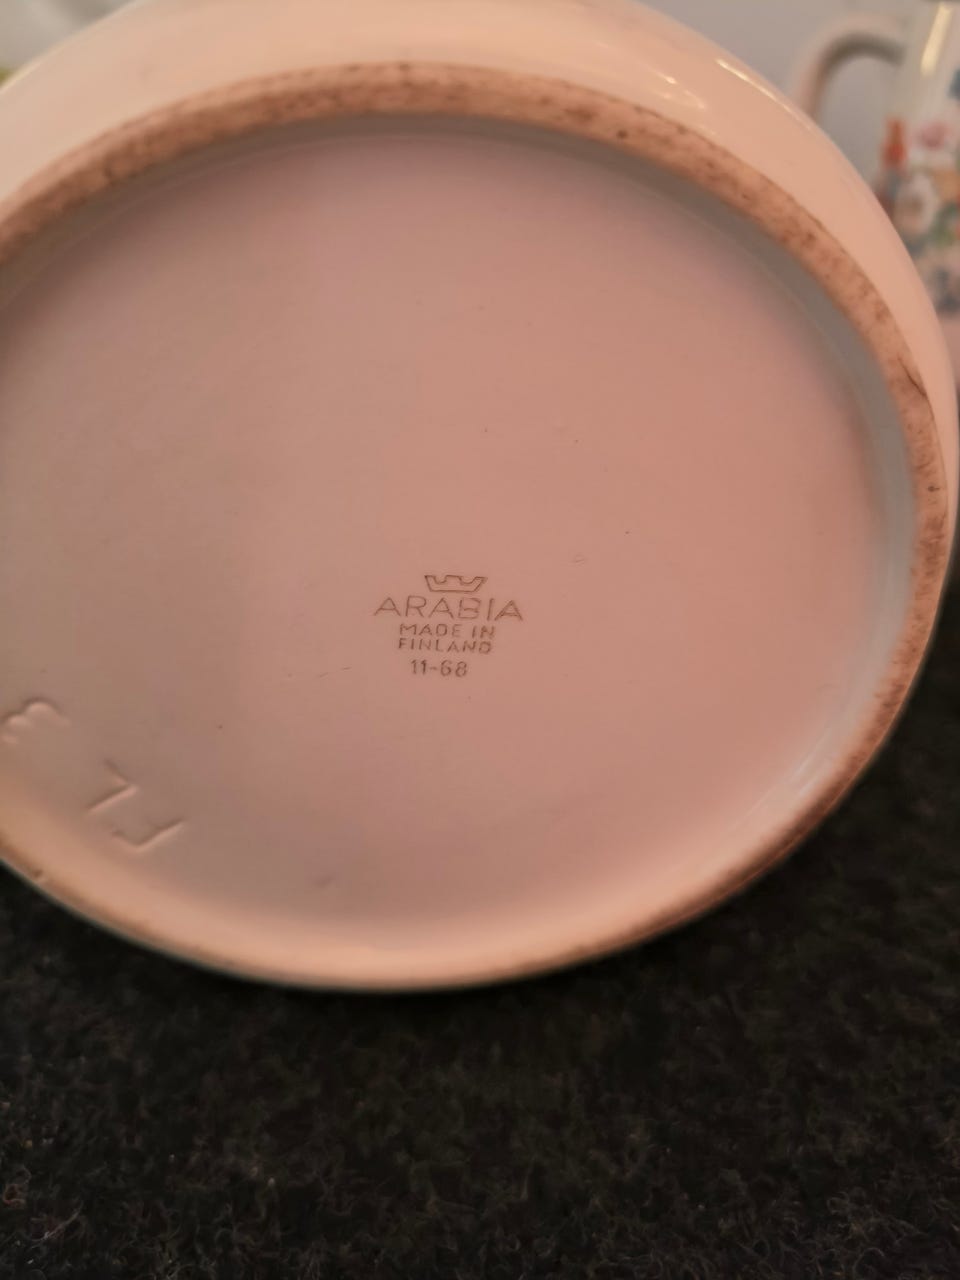 ARABIA
MADE IN
FINLAND
11-68